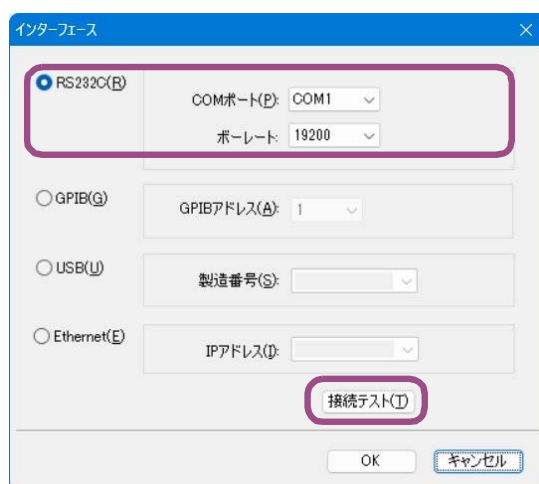 インターフェース
RS232C(R)
COMポート(P): COM1
ボーレート: 19200
GPIB(G)
GPIBアドレス(A): 1
USB(U)
製造番号(S):
Ethernet(E)
IPアドレス(I):
接続テスト(T)
OK キャンセル